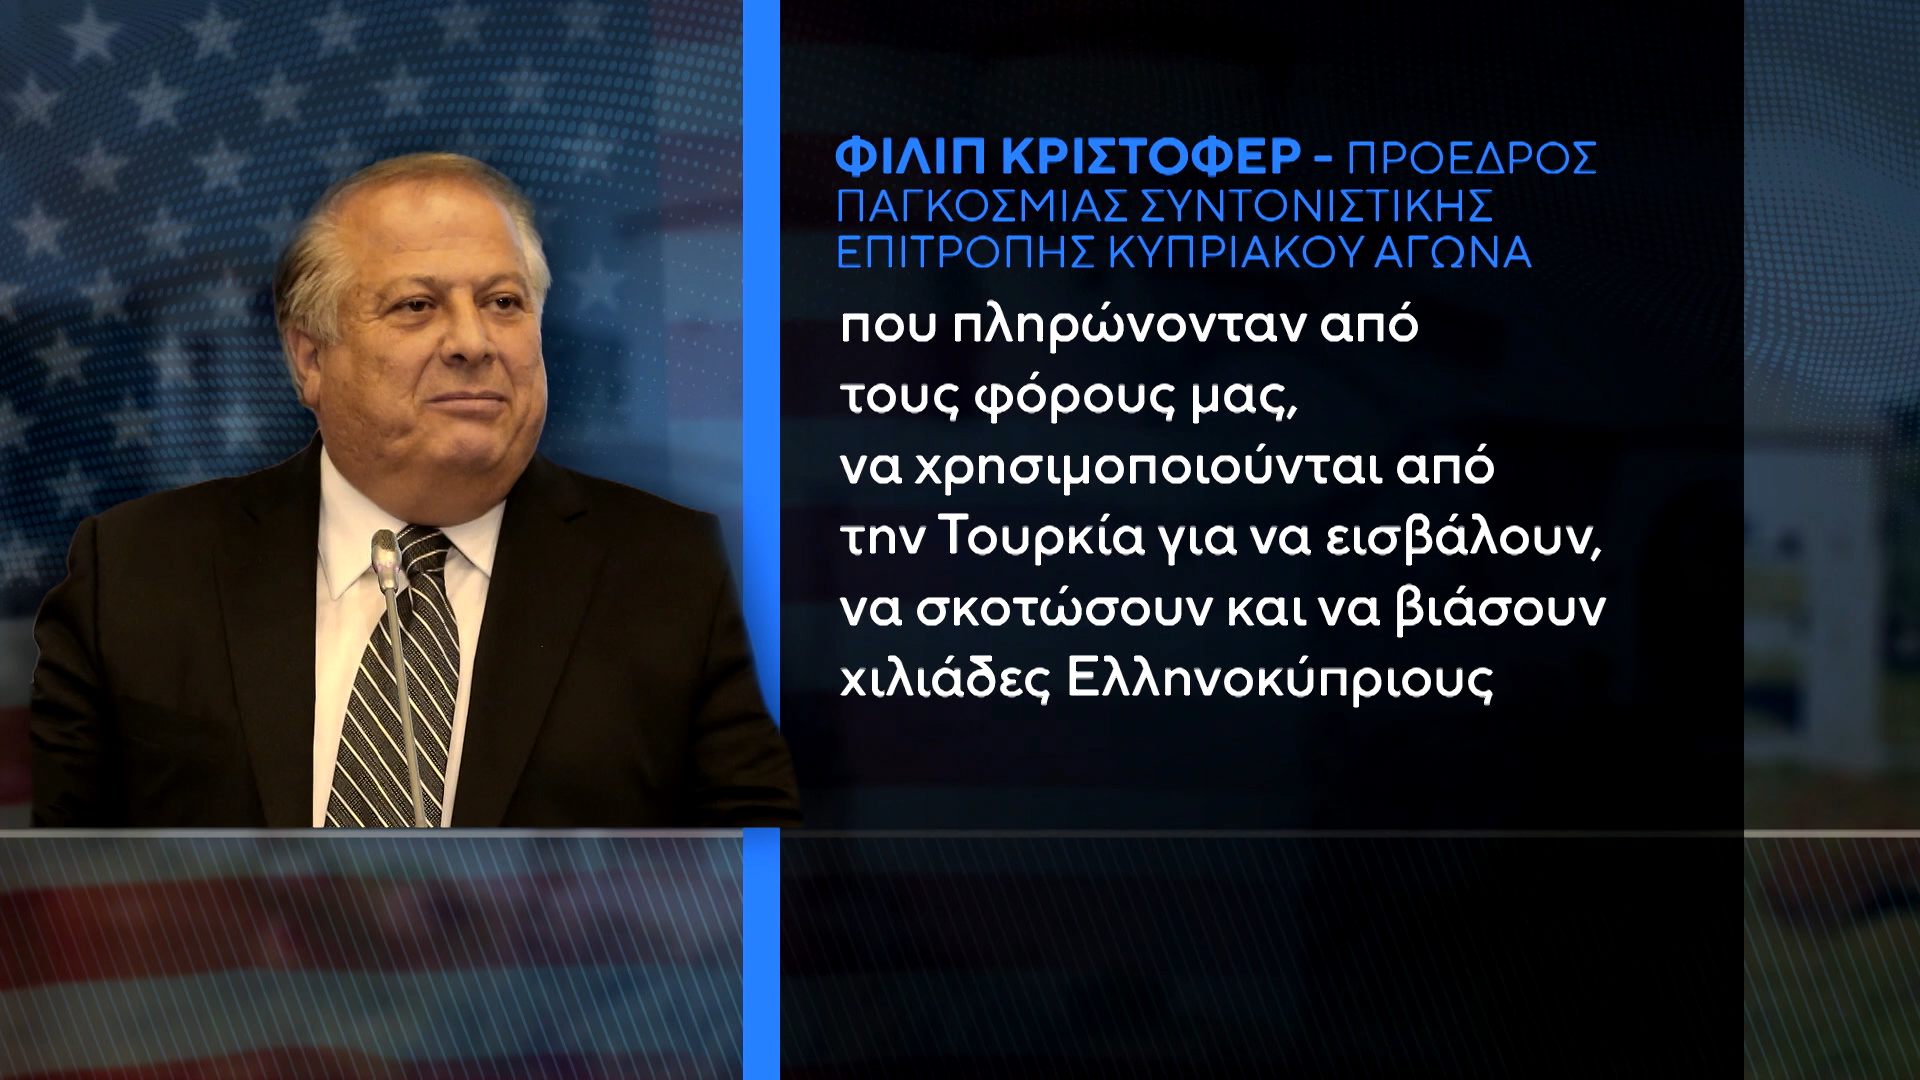 ΦΙΛΙΠ ΚΡΙΣΤΟΦΕΡ - ΠΡΟΕΔΡΟΣ
ΠΑΓΚΟΣΜΙΑΣ ΣΥΝΤΟΝΙΣΤΙΚΗΣ
ΕΠΙΤΡΟΠΗΣ ΚΥΠΡΙΑΚΟΥ ΑΓΩΝΑ
που πληρώνονταν από
τους φόρους μας,
να χρησιμοποιούνται από
την Τουρκία για να εισβάλουν,
να σκοτώσουν και να βιάσουν
χιλιάδες Ελληνοκύπριους